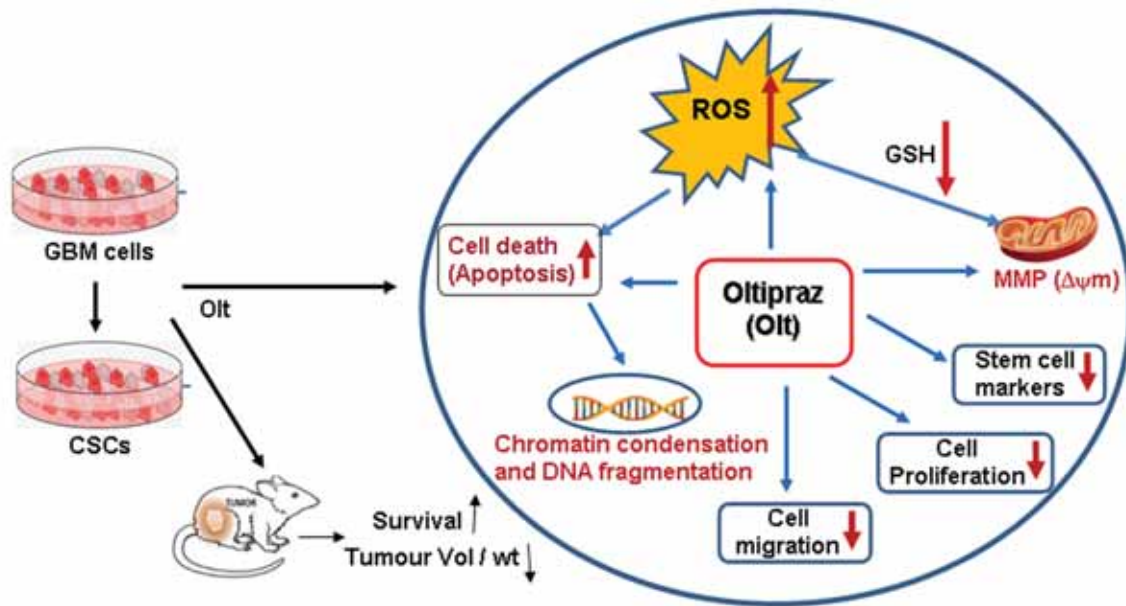 GBM cells
CSCs
Olt
TUMOR
Survival
Tumour Vol / wt
ROS
GSH
Cell death
(Apoptosis)
MMP (Δψm)
Oltipraz
(Olt)
Stem cell
markers
Chromatin condensation
and DNA fragmentation
Cell
Proliferation
Cell
migration